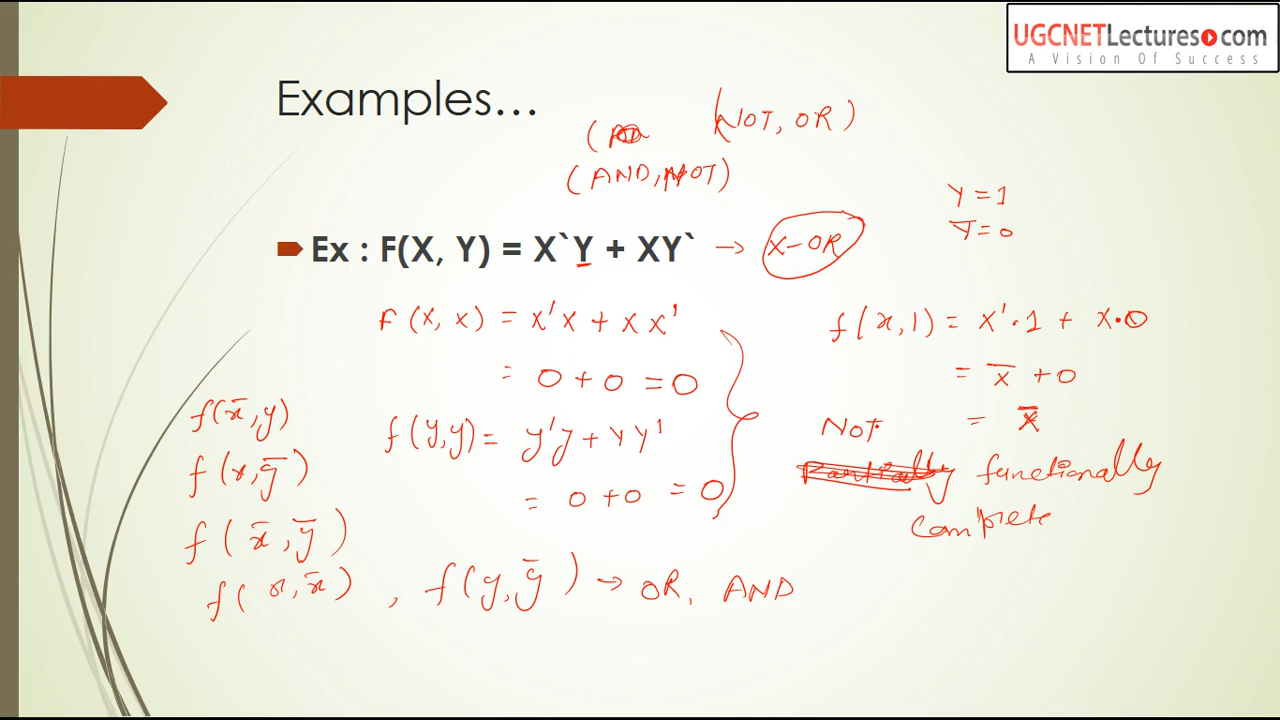 UGCNETLectures.com
A Vision Of Success
Examples...
(NOT, OR)
(AND, NOT)
Y = 1
Y̅ = 0
Ex : F(X, Y) = X`Y + XY` → X-OR
f(x, x) = x'x + xx'
= 0 + 0 = 0
f(y,y) = y'y + yy'
= 0 + 0 = 0
f(x,1) = x'·1 + x·0
= x̅ + 0
= x̅
Not
Partially functionally
complete
f(x̅,y)
f(x,y̅)
f(x̅,y̅)
f(x,x̅) , f(y,y̅) → OR, AND